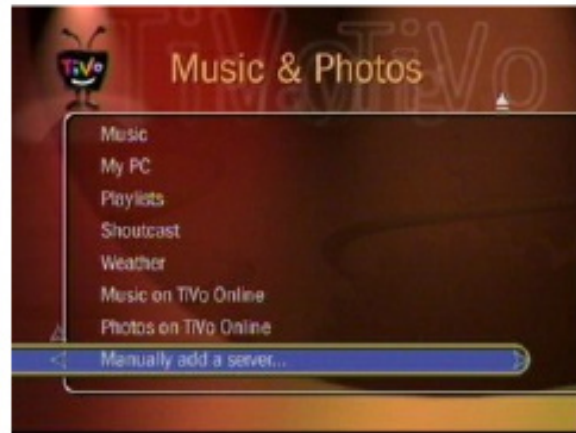 TiVo
Music & Photos
Music
My PC
Playlists
Shoutcast
Weather
Music on TiVo Online
Photos on TiVo Online
Manually add a server...